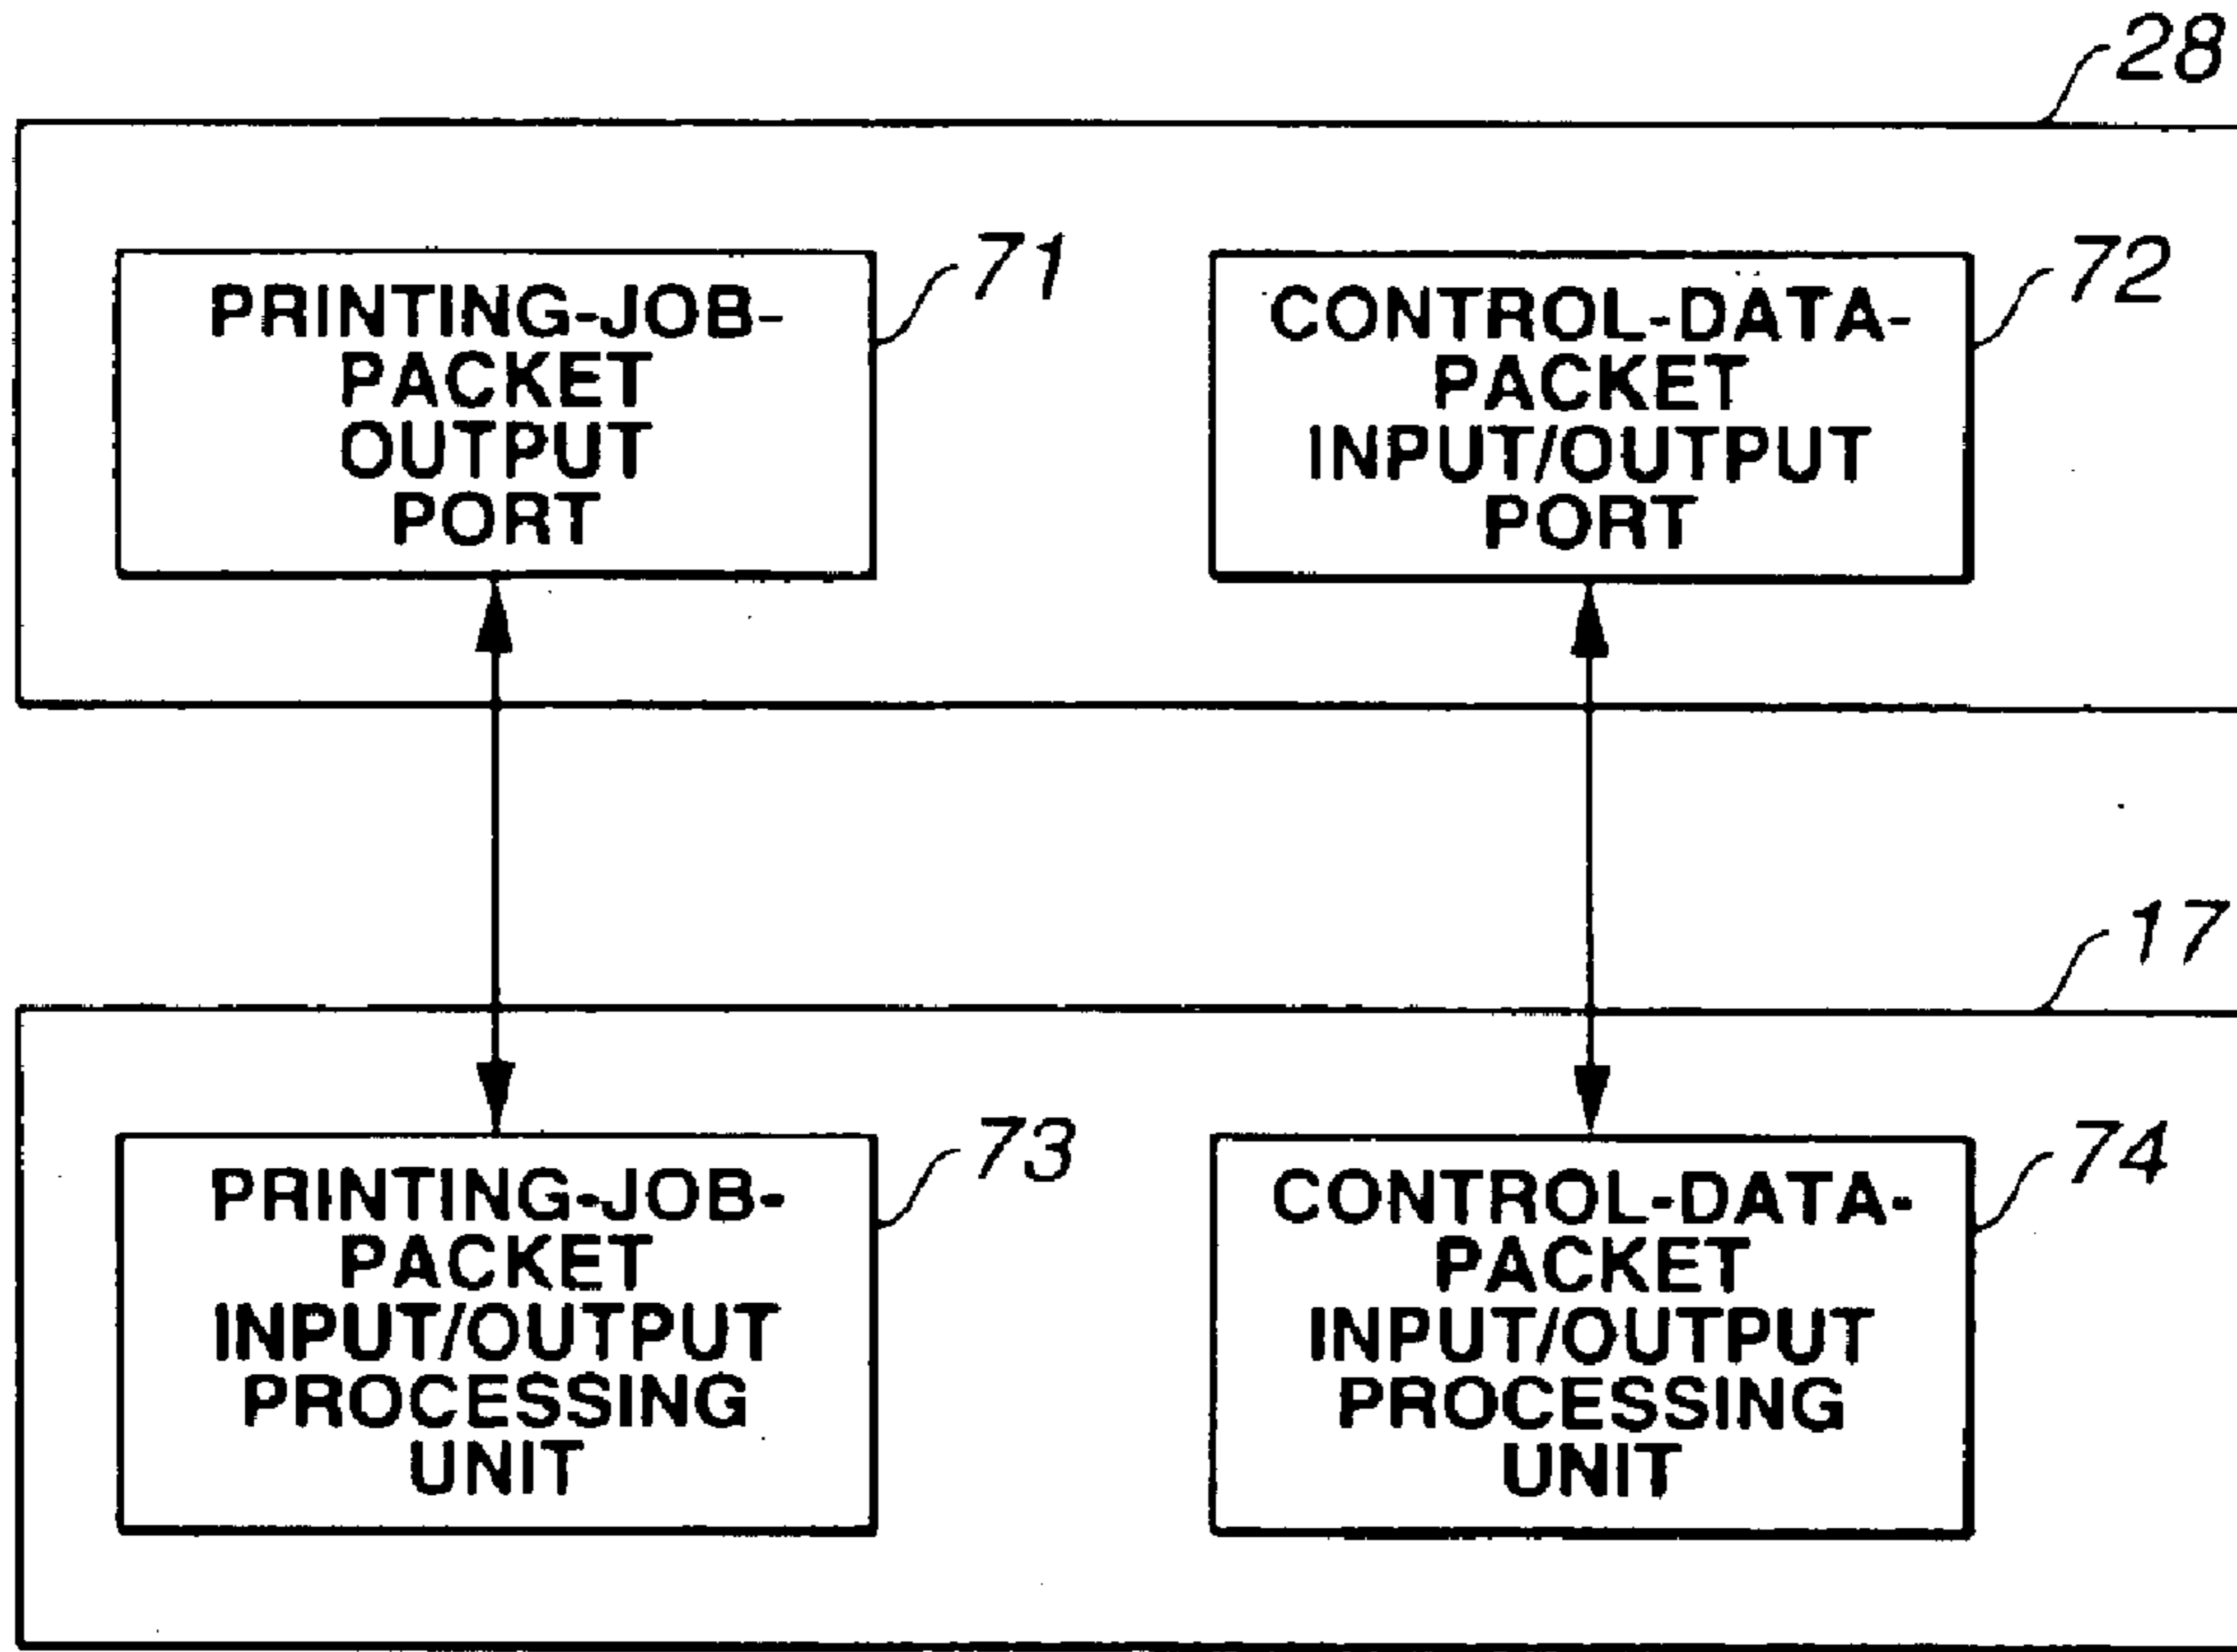 28
PRINTING-JOB-
PACKET
OUTPUT
PORT
71
CONTROL-DATA-
PACKET
INPUT/OUTPUT
PORT
72
17
PRINTING-JOB-
PACKET
INPUT/OUTPUT
PROCESSING
UNIT
73
CONTROL-DATA-
PACKET
INPUT/OUTPUT
PROCESSING
UNIT
74